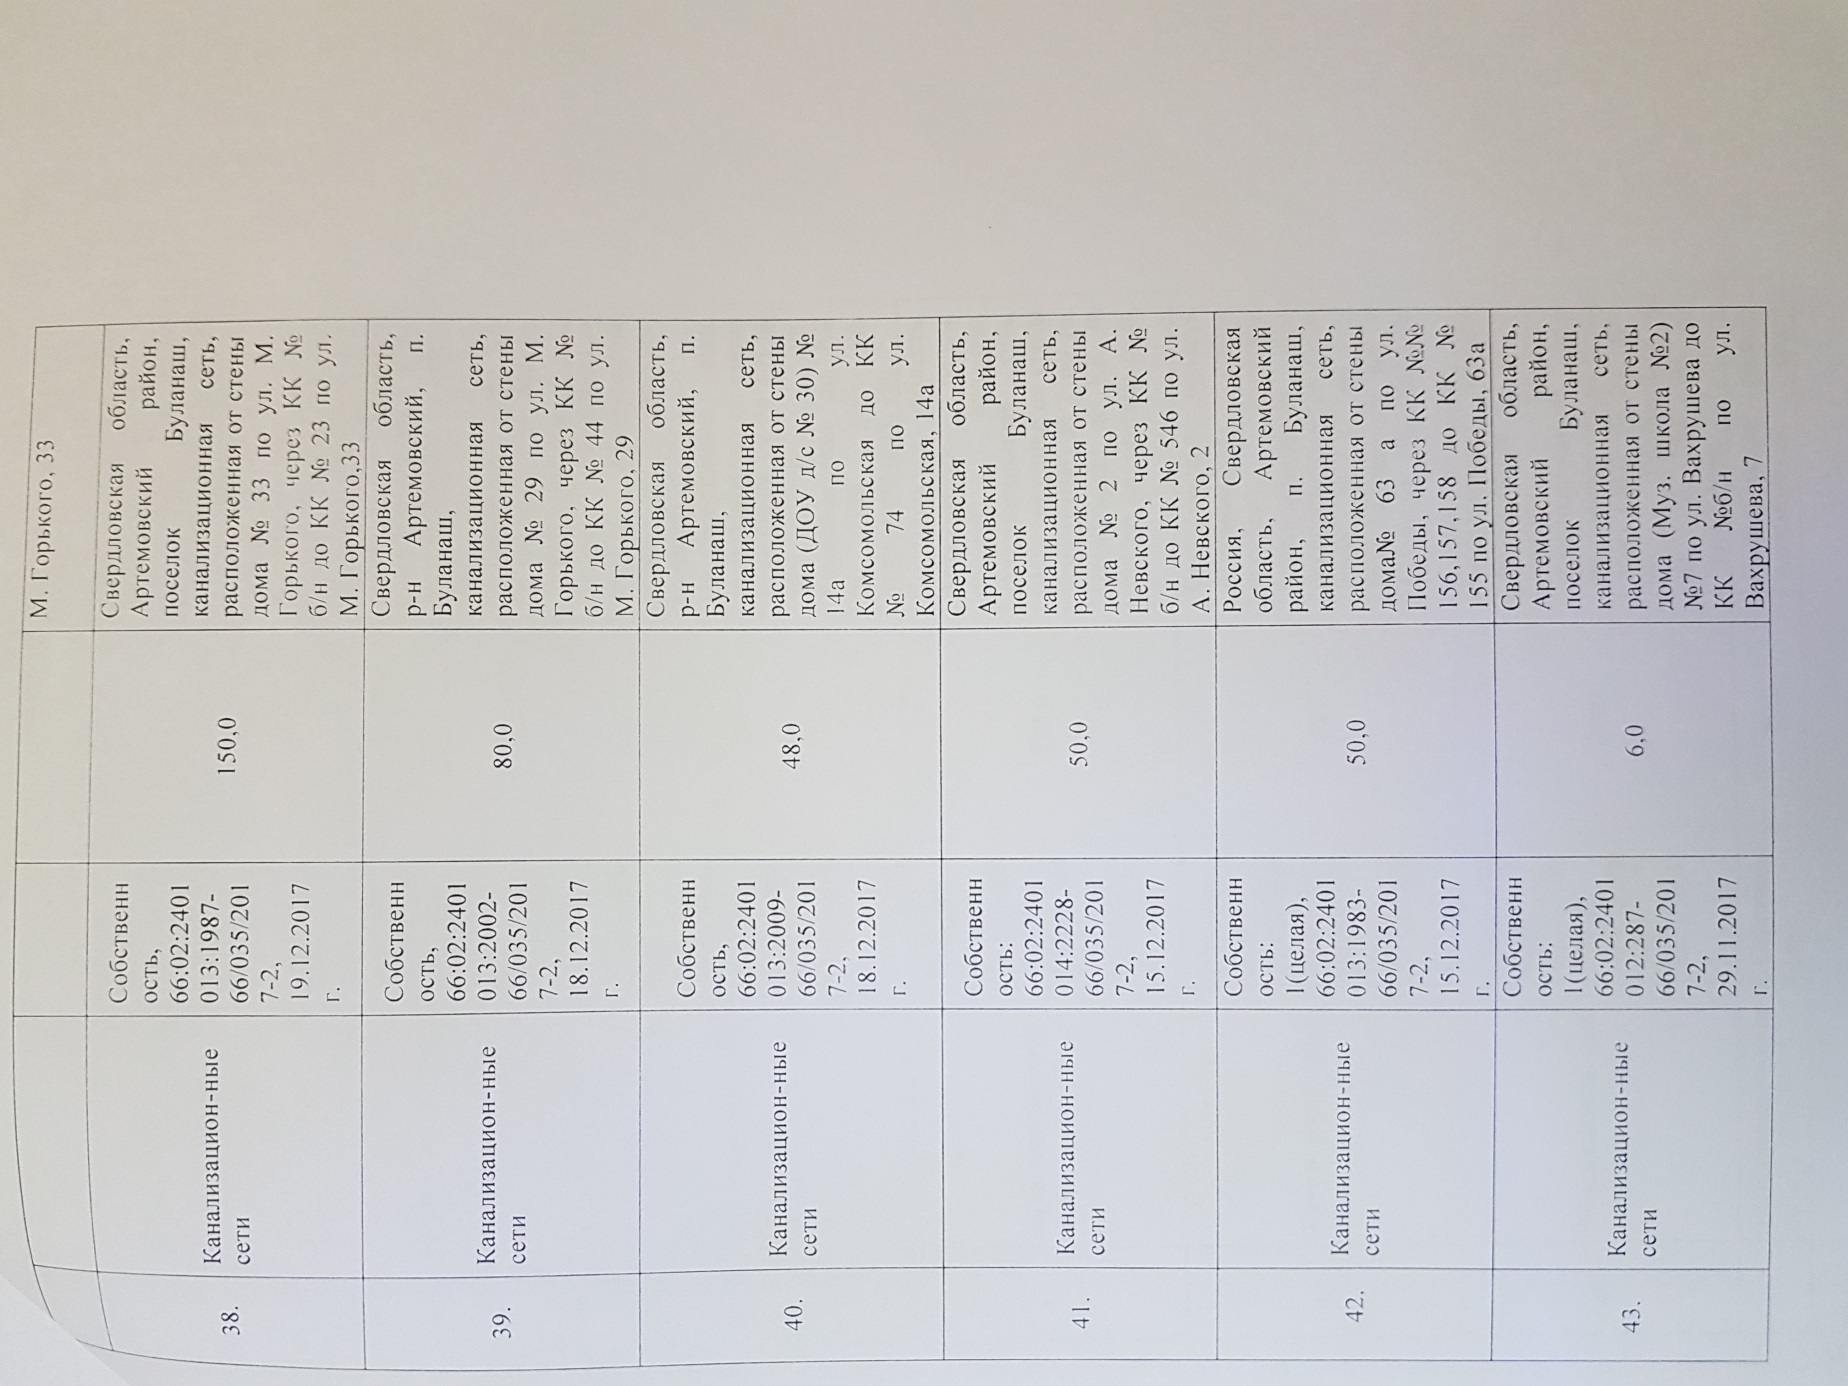 М. Горького, 33
38.
Канализацион-ные
сети
Собственн
ость,
66:02:2401
013:1987-
66/035/201
7-2,
19.12.2017
г.
150,0
Свердловская область,
Артемовский район,
поселок Буланаш,
канализационная сеть,
расположенная от стены
дома № 33 по ул. М.
Горького, через КК №
б/н до КК № 23 по ул.
М. Горького,33
39.
Канализацион-ные
сети
Собственн
ость,
66:02:2401
013:2002-
66/035/201
7-2,
18.12.2017
г.
80,0
Свердловская область,
р-н Артемовский, п.
Буланаш,
канализационная сеть,
расположенная от стены
дома № 29 по ул. М.
Горького, через КК №
б/н до КК № 44 по ул.
М. Горького, 29
40.
Канализацион-ные
сети
Собственн
ость,
66:02:2401
013:2009-
66/035/201
7-2,
18.12.2017
г.
48,0
Свердловская область,
р-н Артемовский, п.
Буланаш,
канализационная сеть,
расположенная от стены
дома (ДОУ д/с № 30) №
14а по ул.
Комсомольская до КК
№ 74 по ул.
Комсомольская, 14а
41.
Канализацион-ные
сети
Собственн
ость:
66:02:2401
014:2228-
66/035/201
7-2,
15.12.2017
г.
50,0
Свердловская область,
Артемовский район,
поселок Буланаш,
канализационная сеть,
расположенная от стены
дома № 2 по ул. А.
Невского, через КК №
б/н до КК № 546 по ул.
А. Невского, 2
42.
Канализацион-ные
сети
Собственн
ость:
1(целая),
66:02:2401
013:1983-
66/035/201
7-2,
15.12.2017
г.
50,0
Россия, Свердловская
область, Артемовский
район, п. Буланаш,
канализационная сеть,
расположенная от стены
дома№ 63 а по ул.
Победы, через КК №№
156,157,158 до КК №
155 по ул. Победы, 63а
43.
Канализацион-ные
сети
Собственн
ость:
1(целая),
66:02:2401
012:287-
66/035/201
7-2,
29.11.2017
г.
6,0
Свердловская область,
Артемовский район,
поселок Буланаш,
канализационная сеть,
расположенная от стены
дома (Муз. школа №2)
№7 по ул. Вахрушева до
КК №б/н по ул.
Вахрушева, 7